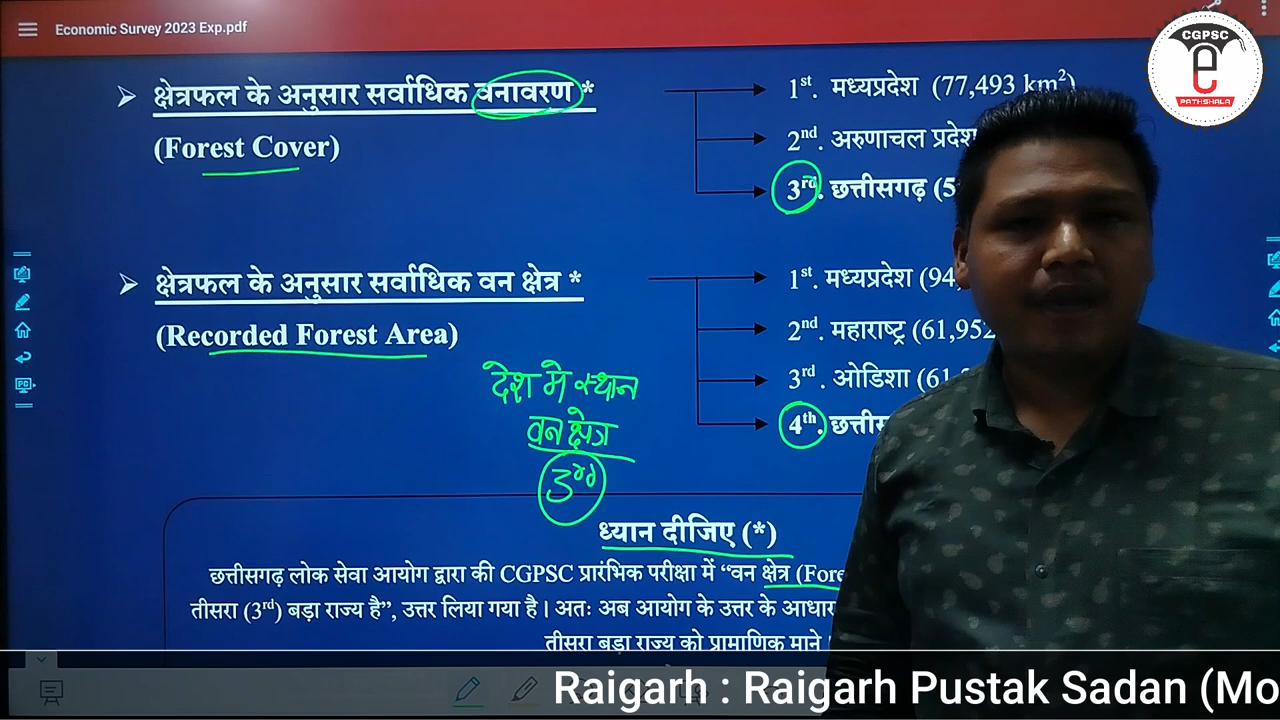 Economic Survey 2023 Exp.pdf
CGPSC
e
PATHSHALA
क्षेत्रफल के अनुसार सर्वाधिक वनावरण *
(Forest Cover)
1st. मध्यप्रदेश (77,493 km2)
2nd. अरुणाचल प्रदेश
3rd. छत्तीसगढ़ (5
क्षेत्रफल के अनुसार सर्वाधिक वन क्षेत्र *
(Recorded Forest Area)
1st. मध्यप्रदेश (94,
2nd. महाराष्ट्र (61,952
3rd . ओडिशा (61,
4th.
देश में स्थान
वन क्षेत्र
3rd
ध्यान दीजिए (*)
छत्तीसगढ़ लोक सेवा आयोग द्वारा की CGPSC प्रारंभिक परीक्षा में “वन क्षेत्र (Fore
तीसरा (3rd) बड़ा राज्य है”, उत्तर लिया गया है। अतः अब आयोग के उत्तर के आधार
तीसरा बड़ा राज्य को प्रामाणिक माने
Raigarh : Raigarh Pustak Sadan (Mo